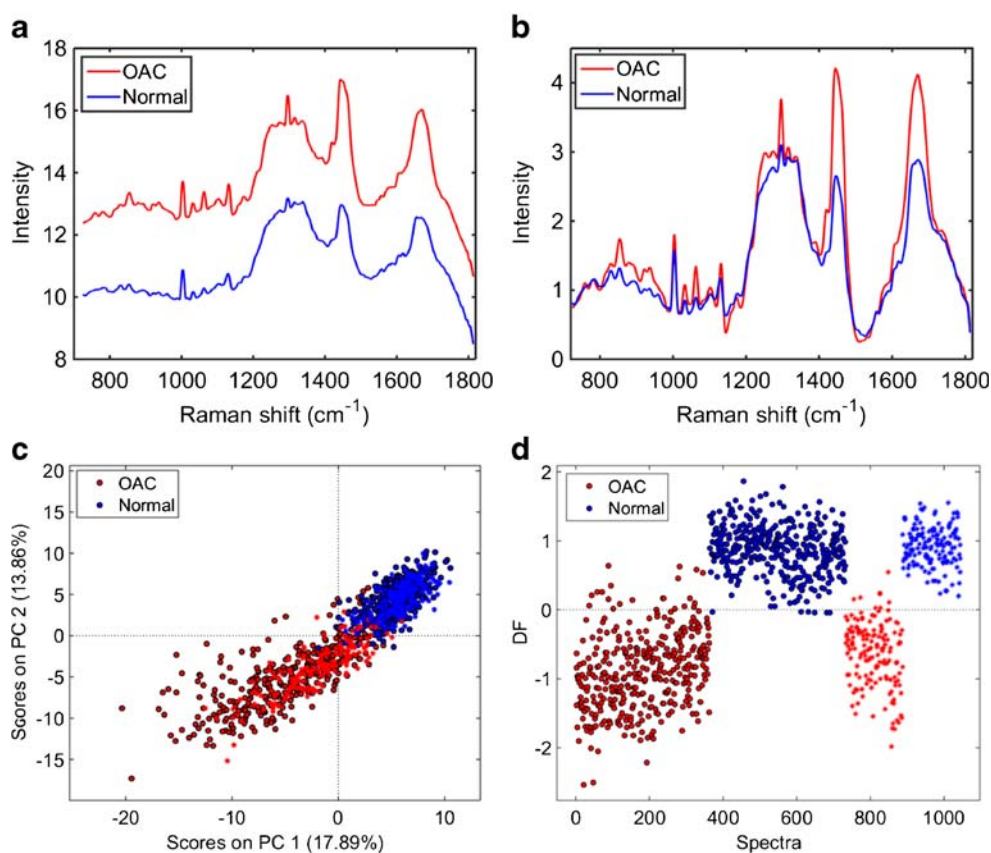 a
18
16
14
12
10
8
Intensity
OAC
Normal
800 1000 1200 1400 1600 1800
Raman shift (cm⁻¹)
b
4
3
2
1
0
Intensity
OAC
Normal
800 1000 1200 1400 1600 1800
Raman shift (cm⁻¹)
c
20
15
10
5
0
-5
-10
-15
Scores on PC 2 (13.86%)
OAC
Normal
-20 -10 0 10
Scores on PC 1 (17.89%)
d
2
1
0
-1
-2
DF
OAC
Normal
0 200 400 600 800 1000
Spectra